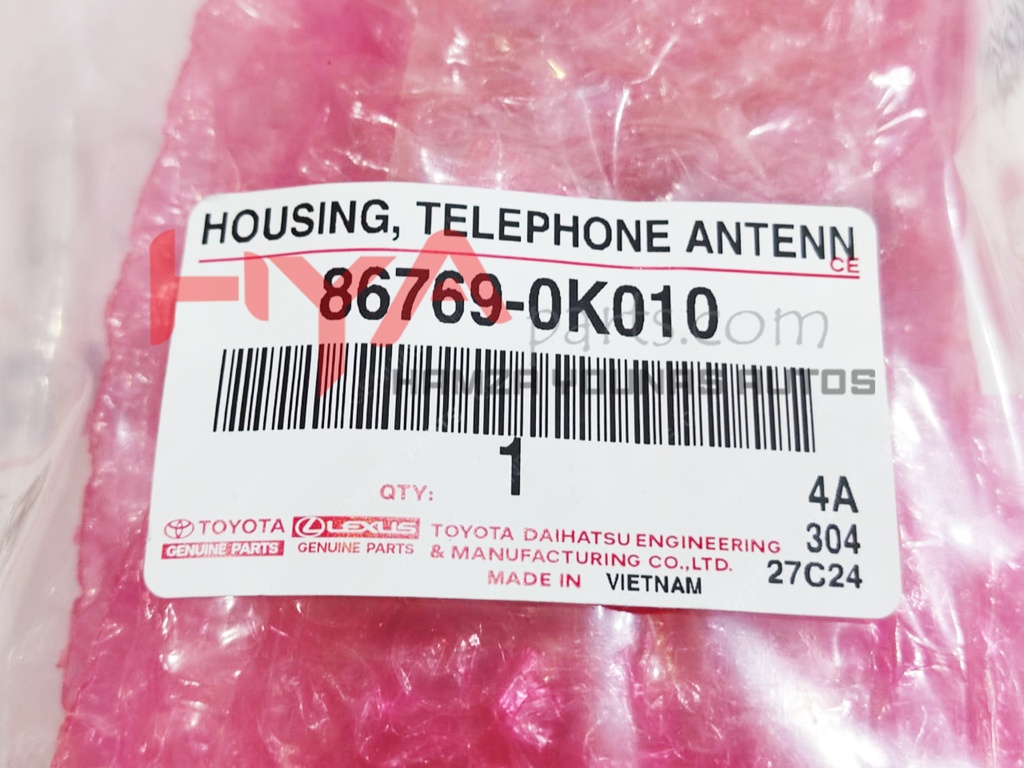 HOUSING, TELEPHONE ANTENN
CE
86769-0K010
HYA parts.com
HAMZA YOUNAS AUTOS
1
QTY:
4A
TOYOTA LEXUS TOYOTA DAIHATSU ENGINEERING 304
GENUINE PARTS GENUINE PARTS & MANUFACTURING CO.,LTD. 27C24
MADE IN VIETNAM